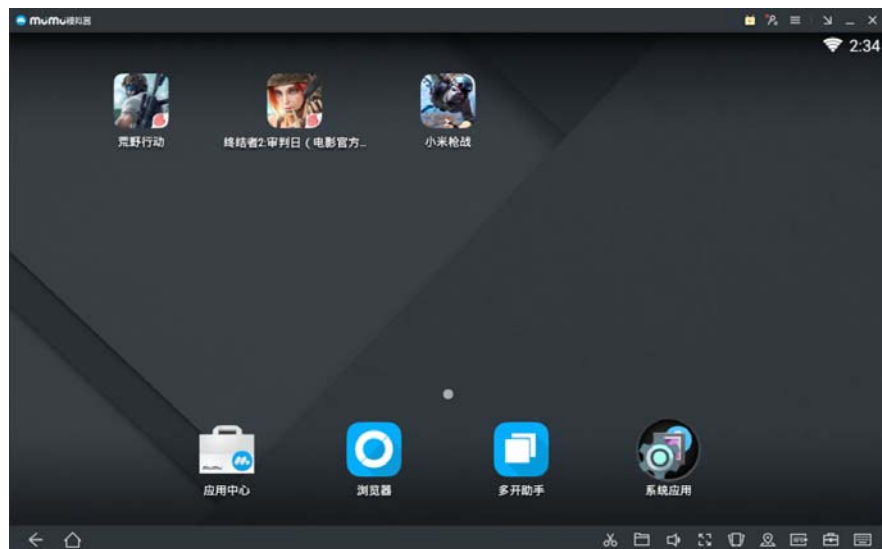 mumu模拟器
2:34
荒野行动
终结者2:审判日（电影官方...
小米枪战
mumu
应用中心
浏览器
多开助手
系统应用